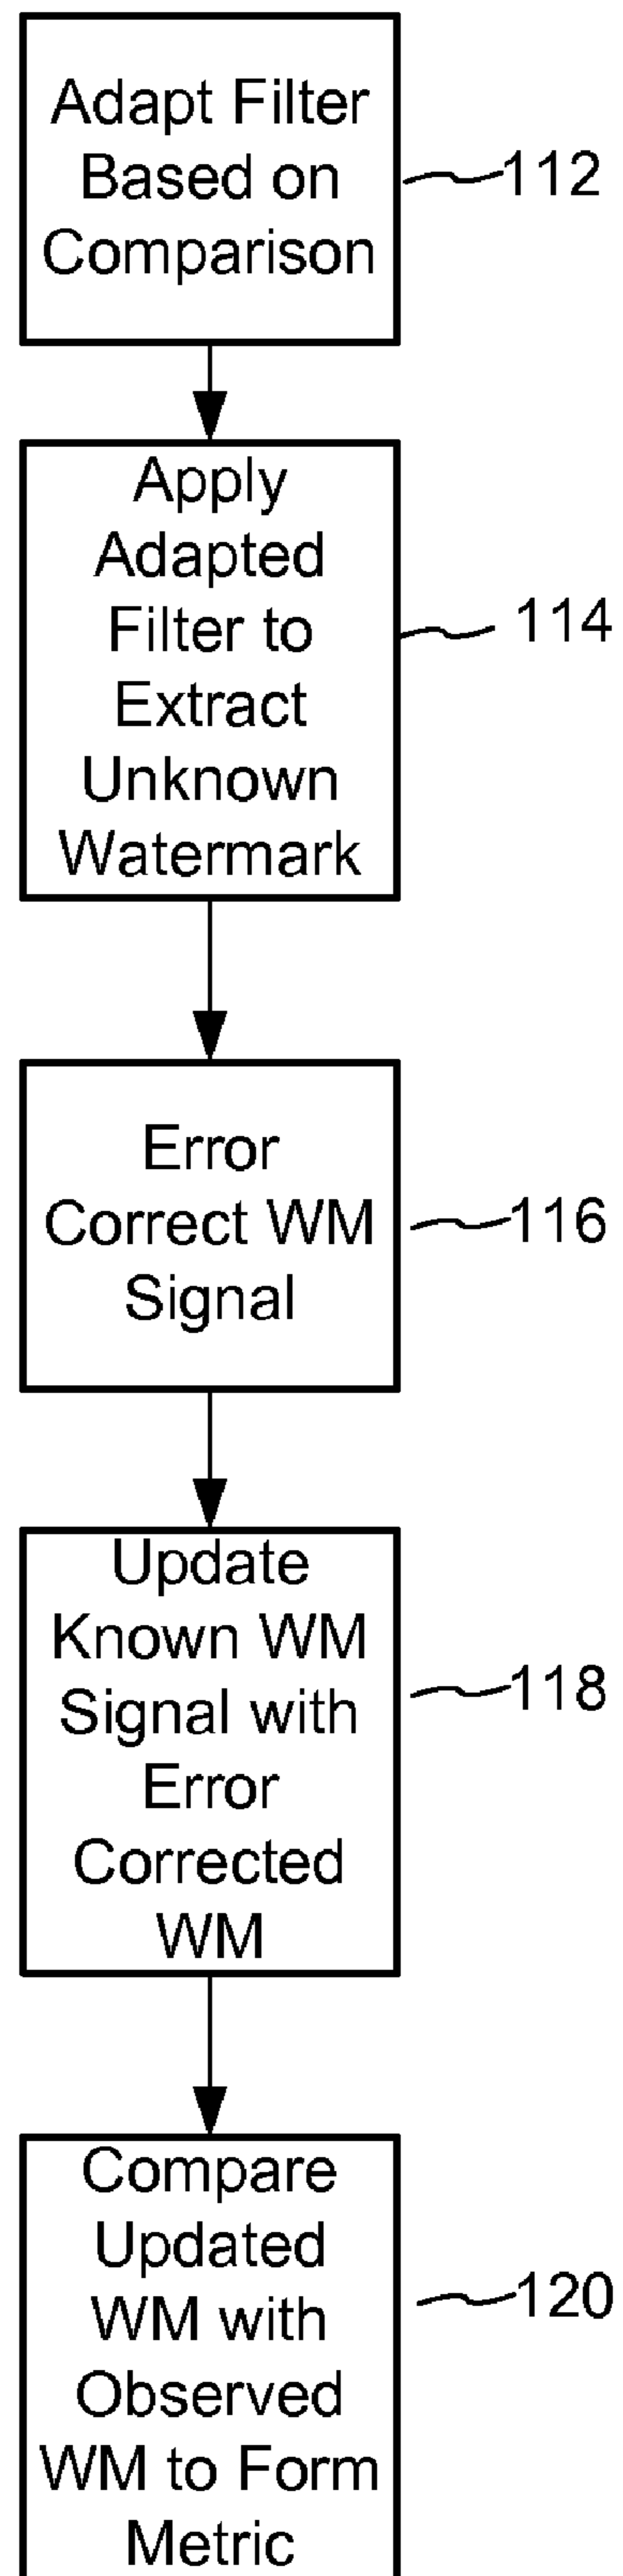 Adapt Filter
Based on
Comparison
112
Apply
Adapted
Filter to
Extract
Unknown
Watermark
114
Error
Correct WM
Signal
116
Update
Known WM
Signal with
Error
Corrected
WM
118
Compare
Updated
WM with
Observed
WM to Form
Metric
120